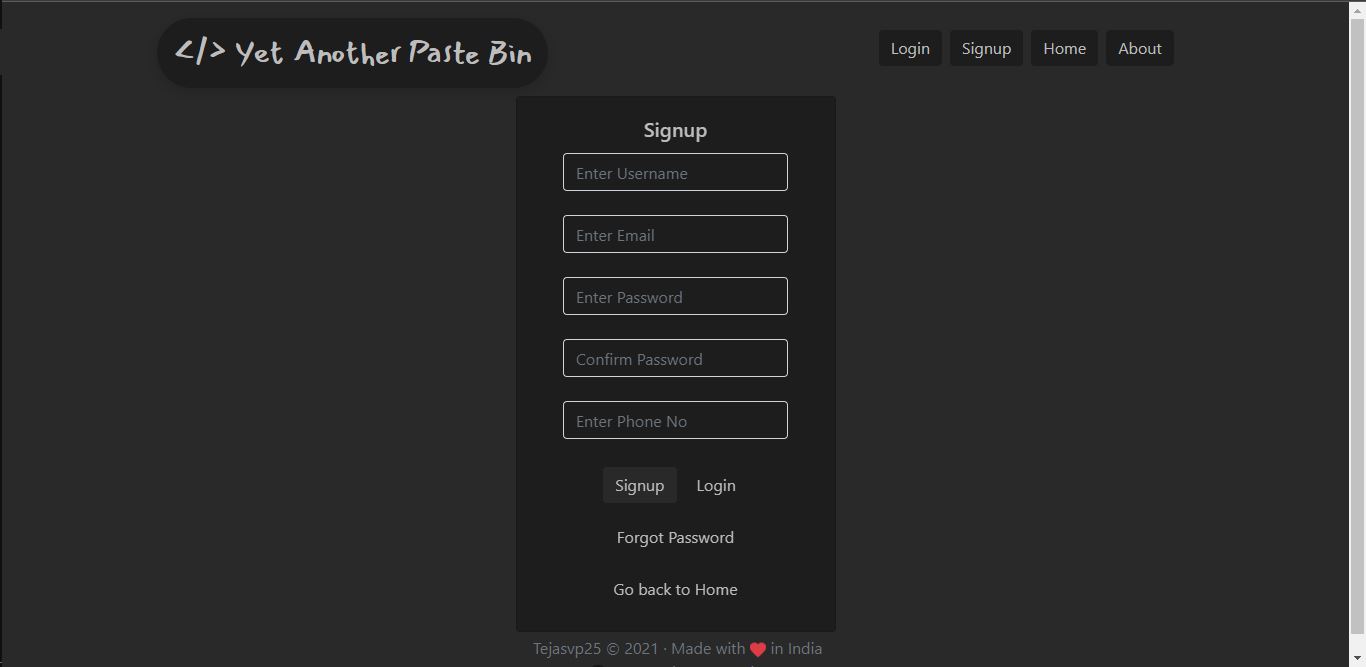 </> Yet Another Paste Bin
Login Signup Home About
Signup
Enter Username
Enter Email
Enter Password
Confirm Password
Enter Phone No
Signup Login
Forgot Password
Go back to Home
Tejasvp25 © 2021 · Made with ❤️ in India